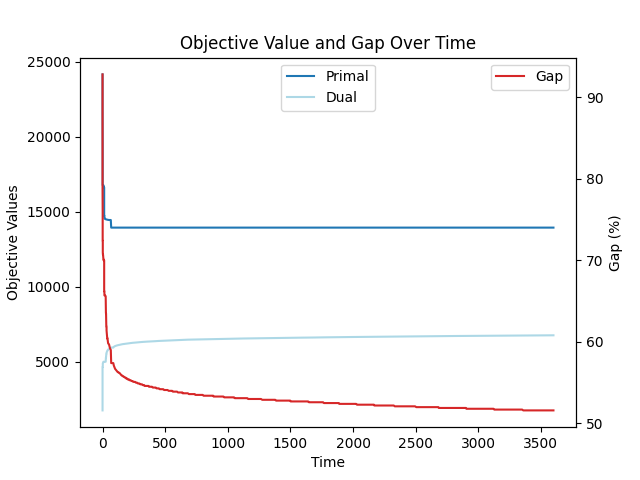 Objective Value and Gap Over Time
Primal
Dual
Gap
25000
20000
15000
10000
5000
Objective Values
90
80
70
60
50
Gap (%)
0 500 1000 1500 2000 2500 3000 3500
Time